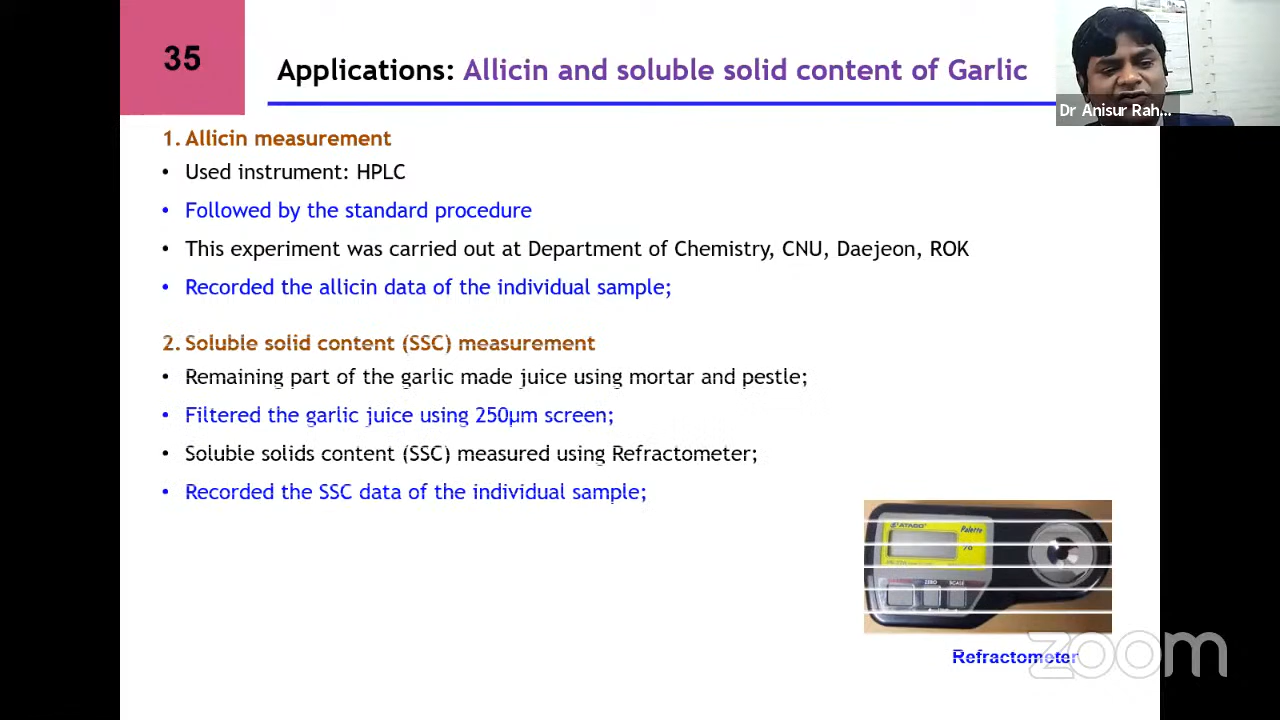 35
Applications: Allicin and soluble solid content of Garlic
Dr Anisur Rah...
1. Allicin measurement
• Used instrument: HPLC
• Followed by the standard procedure
• This experiment was carried out at Department of Chemistry, CNU, Daejeon, ROK
• Recorded the allicin data of the individual sample;
2. Soluble solid content (SSC) measurement
• Remaining part of the garlic made juice using mortar and pestle;
• Filtered the garlic juice using 250µm screen;
• Soluble solids content (SSC) measured using Refractometer;
• Recorded the SSC data of the individual sample;
ATAGO
Palette
ZERO SCALE
Refractometer
zoom